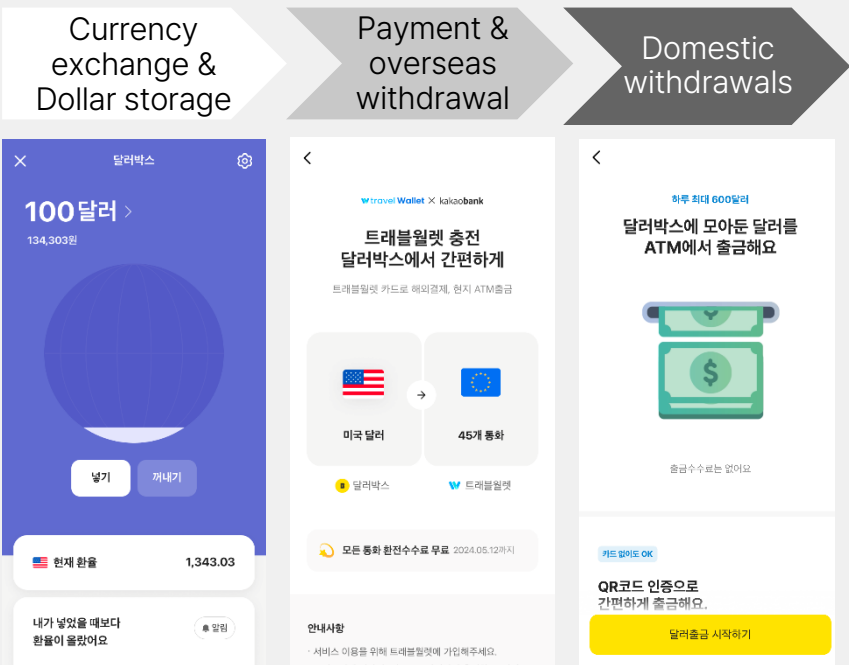 Currency
exchange &
Dollar storage
Payment &
overseas
withdrawal
Domestic
withdrawals
달러박스
100달러
134,303원
넣기
꺼내기
현재 환율
1,343.03
내가 넣었을 때보다
환율이 올랐어요
알림
travel Wallet × kakaobank
트래블월렛 충전
달러박스에서 간편하게
트래블월렛 카드로 해외결제, 현지 ATM출금
미국 달러
45개 통화
달러박스
트래블월렛
모든 통화 환전수수료 무료 2024.05.12까지
안내사항
· 서비스 이용을 위해 트래블월렛에 가입해주세요.
하루 최대 600달러
달러박스에 모아둔 달러를
ATM에서 출금해요
$
출금수수료는 없어요
카드 없이도 OK
QR코드 인증으로
간편하게 출금해요.
달러출금 시작하기